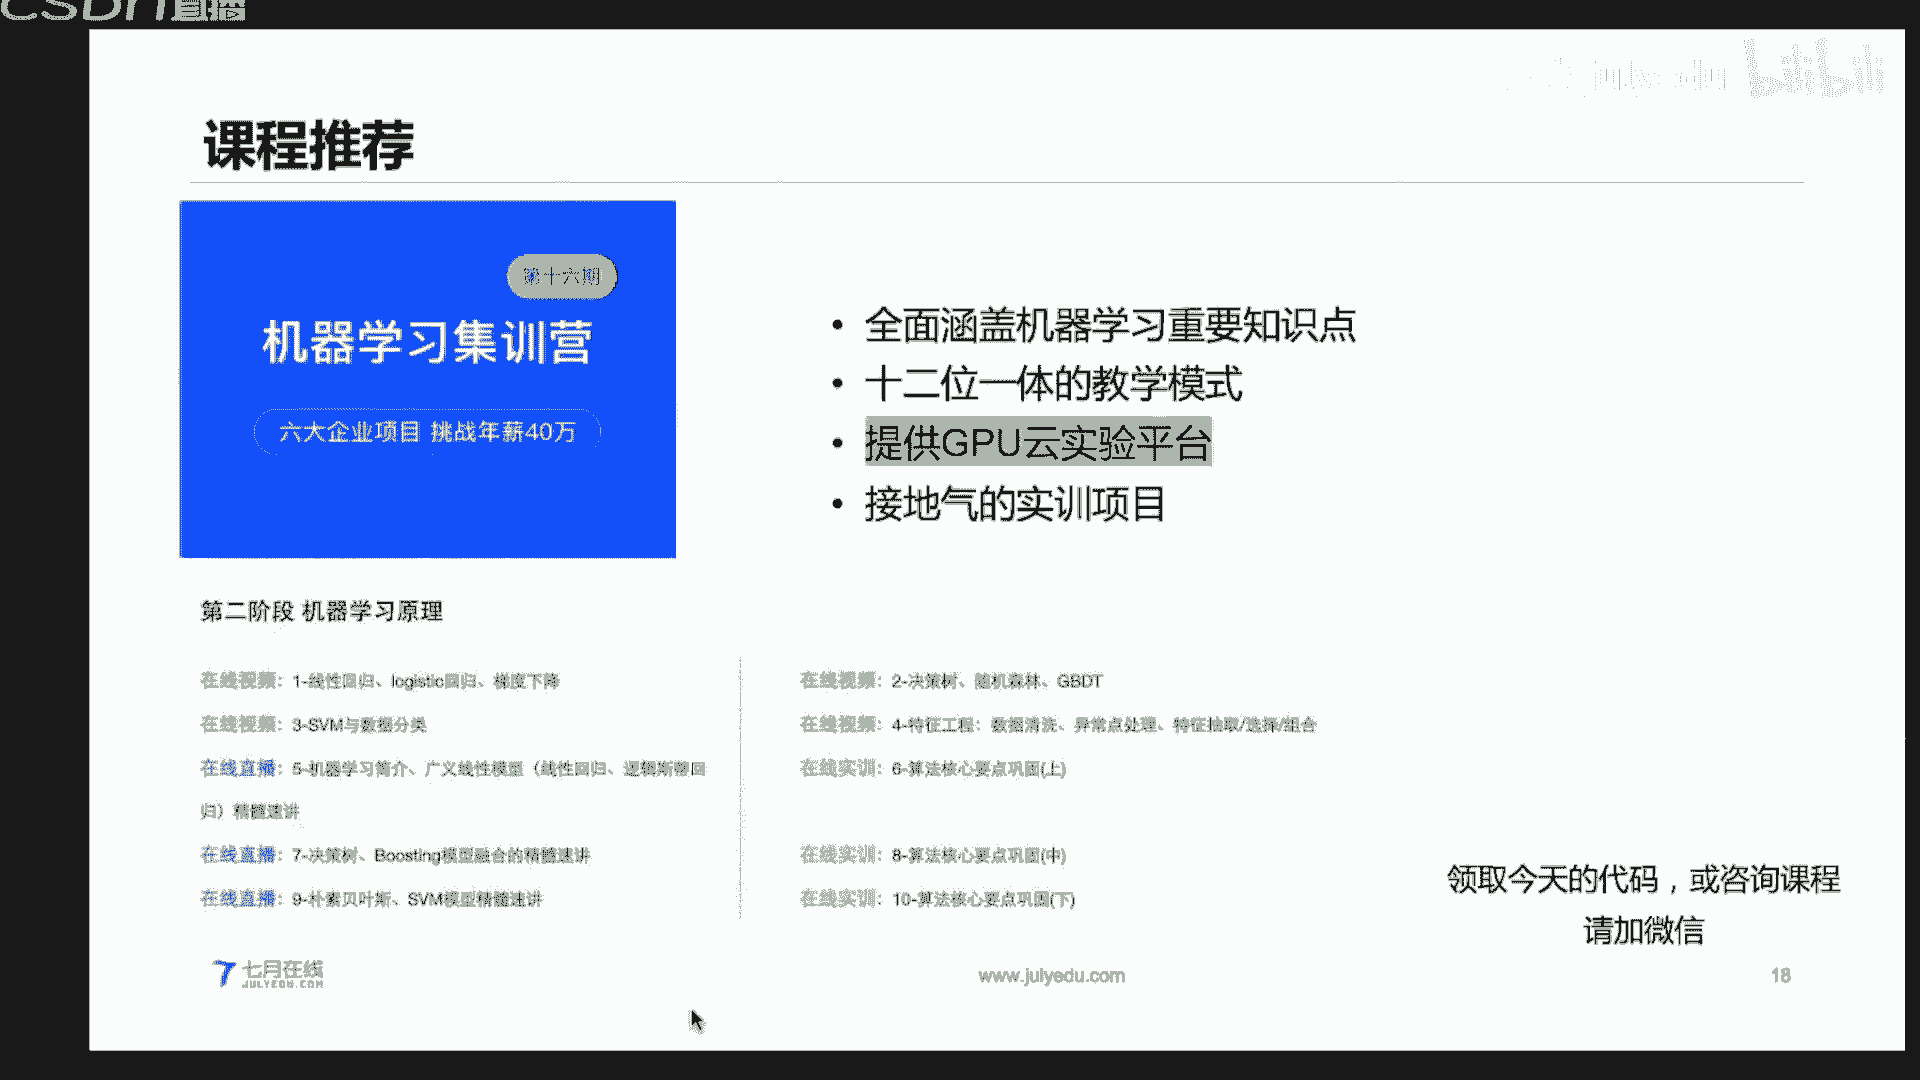 CSDN直播
julyedu bilibili
课程推荐
第十六期
机器学习集训营
六大企业项目 挑战年薪40万
• 全面涵盖机器学习重要知识点
• 十二位一体的教学模式
• 提供GPU云实验平台
• 接地气的实训项目
第二阶段 机器学习原理
在线视频：1-线性回归、logistic回归、梯度下降
在线视频：2-决策树、随机森林、GBDT
在线视频：3-SVM与数据分类
在线视频：4-特征工程：数据清洗、异常点处理、特征抽取/选择/组合
在线直播：5-机器学习简介、广义线性模型（线性回归、逻辑斯蒂回
归）精髓速讲
在线实训：6-算法核心要点巩固(上)
在线直播：7-决策树、Boosting模型融合的精髓速讲
在线实训：8-算法核心要点巩固(中)
在线直播：9-朴素贝叶斯、SVM模型精髓速讲
在线实训：10-算法核心要点巩固(下)
领取今天的代码，或咨询课程
请加微信
七月在线
JULYEDU.COM
www.julyedu.com
18